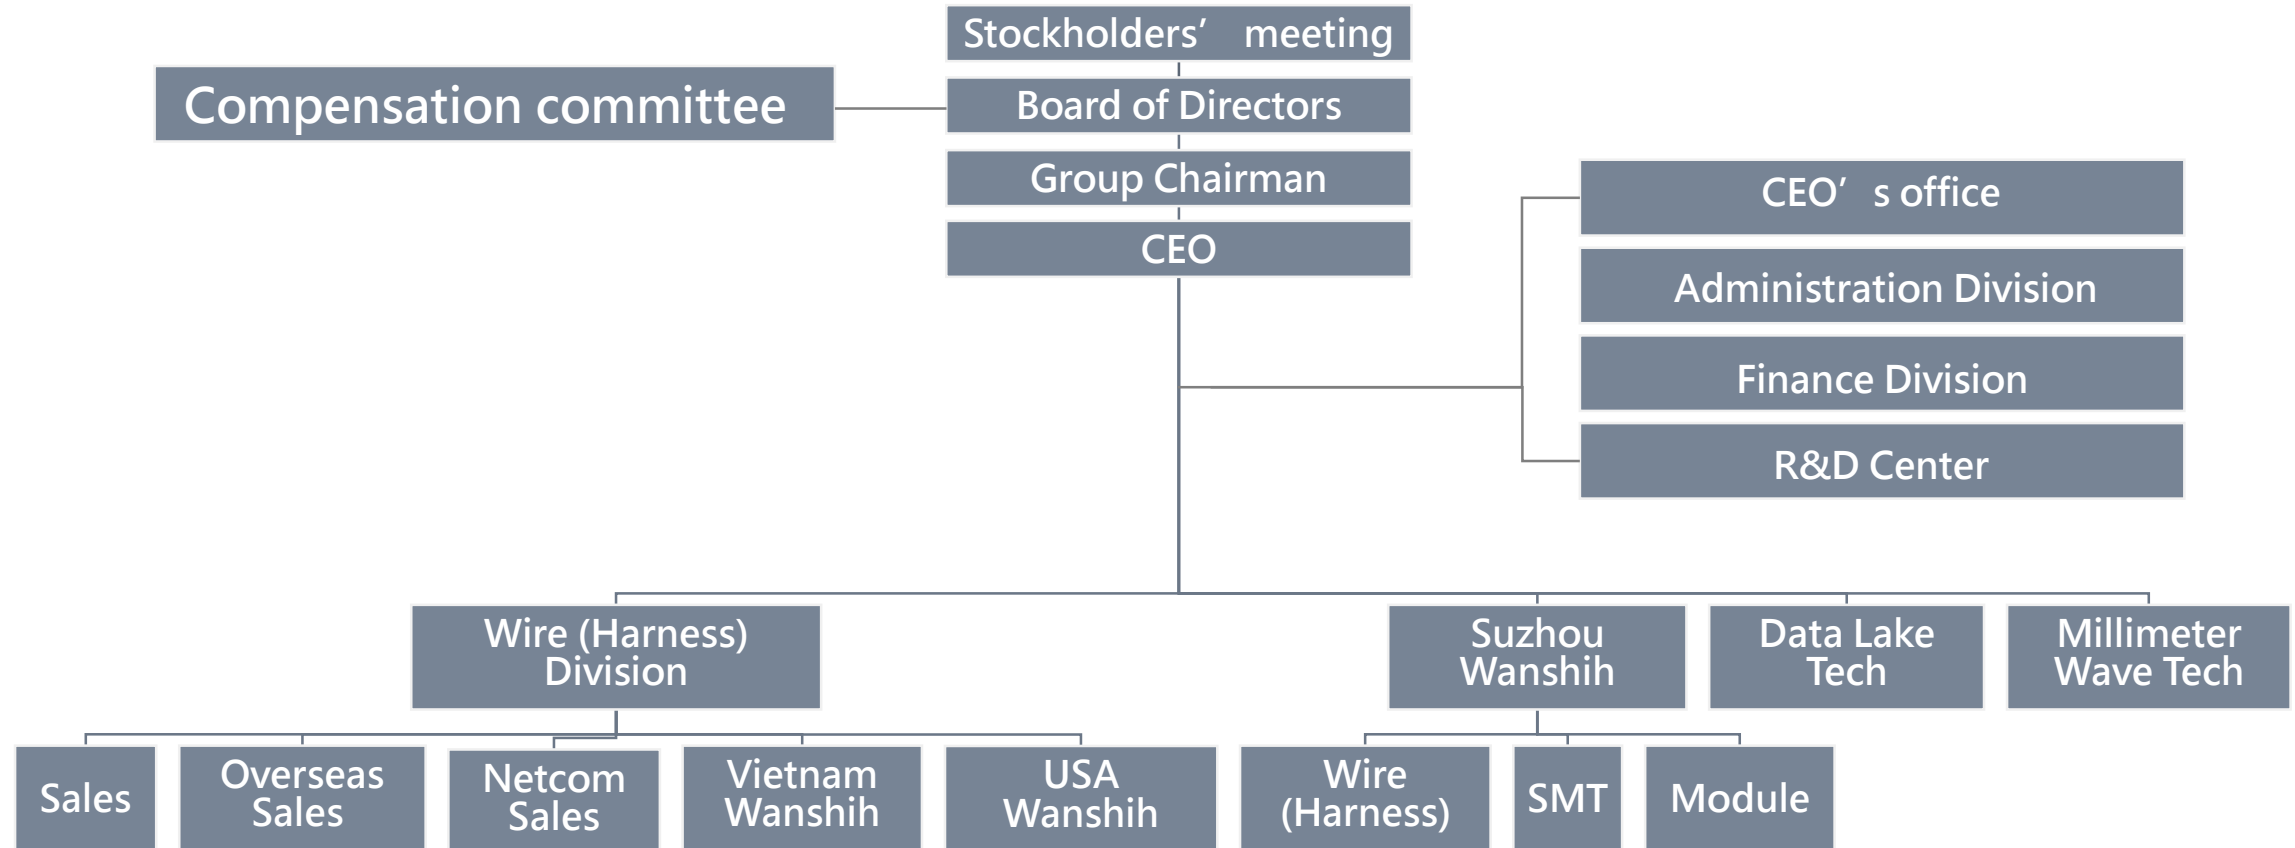 Stockholders’ meeting
Compensation committee
Board of Directors
Group Chairman
CEO
CEO’ s office
Administration Division
Finance Division
R&D Center
Wire (Harness)
Division
Suzhou
Wanshih
Data Lake
Tech
Millimeter
Wave Tech
Sales
Overseas
Sales
Netcom
Sales
Vietnam
Wanshih
USA
Wanshih
Wire
(Harness)
SMT
Module